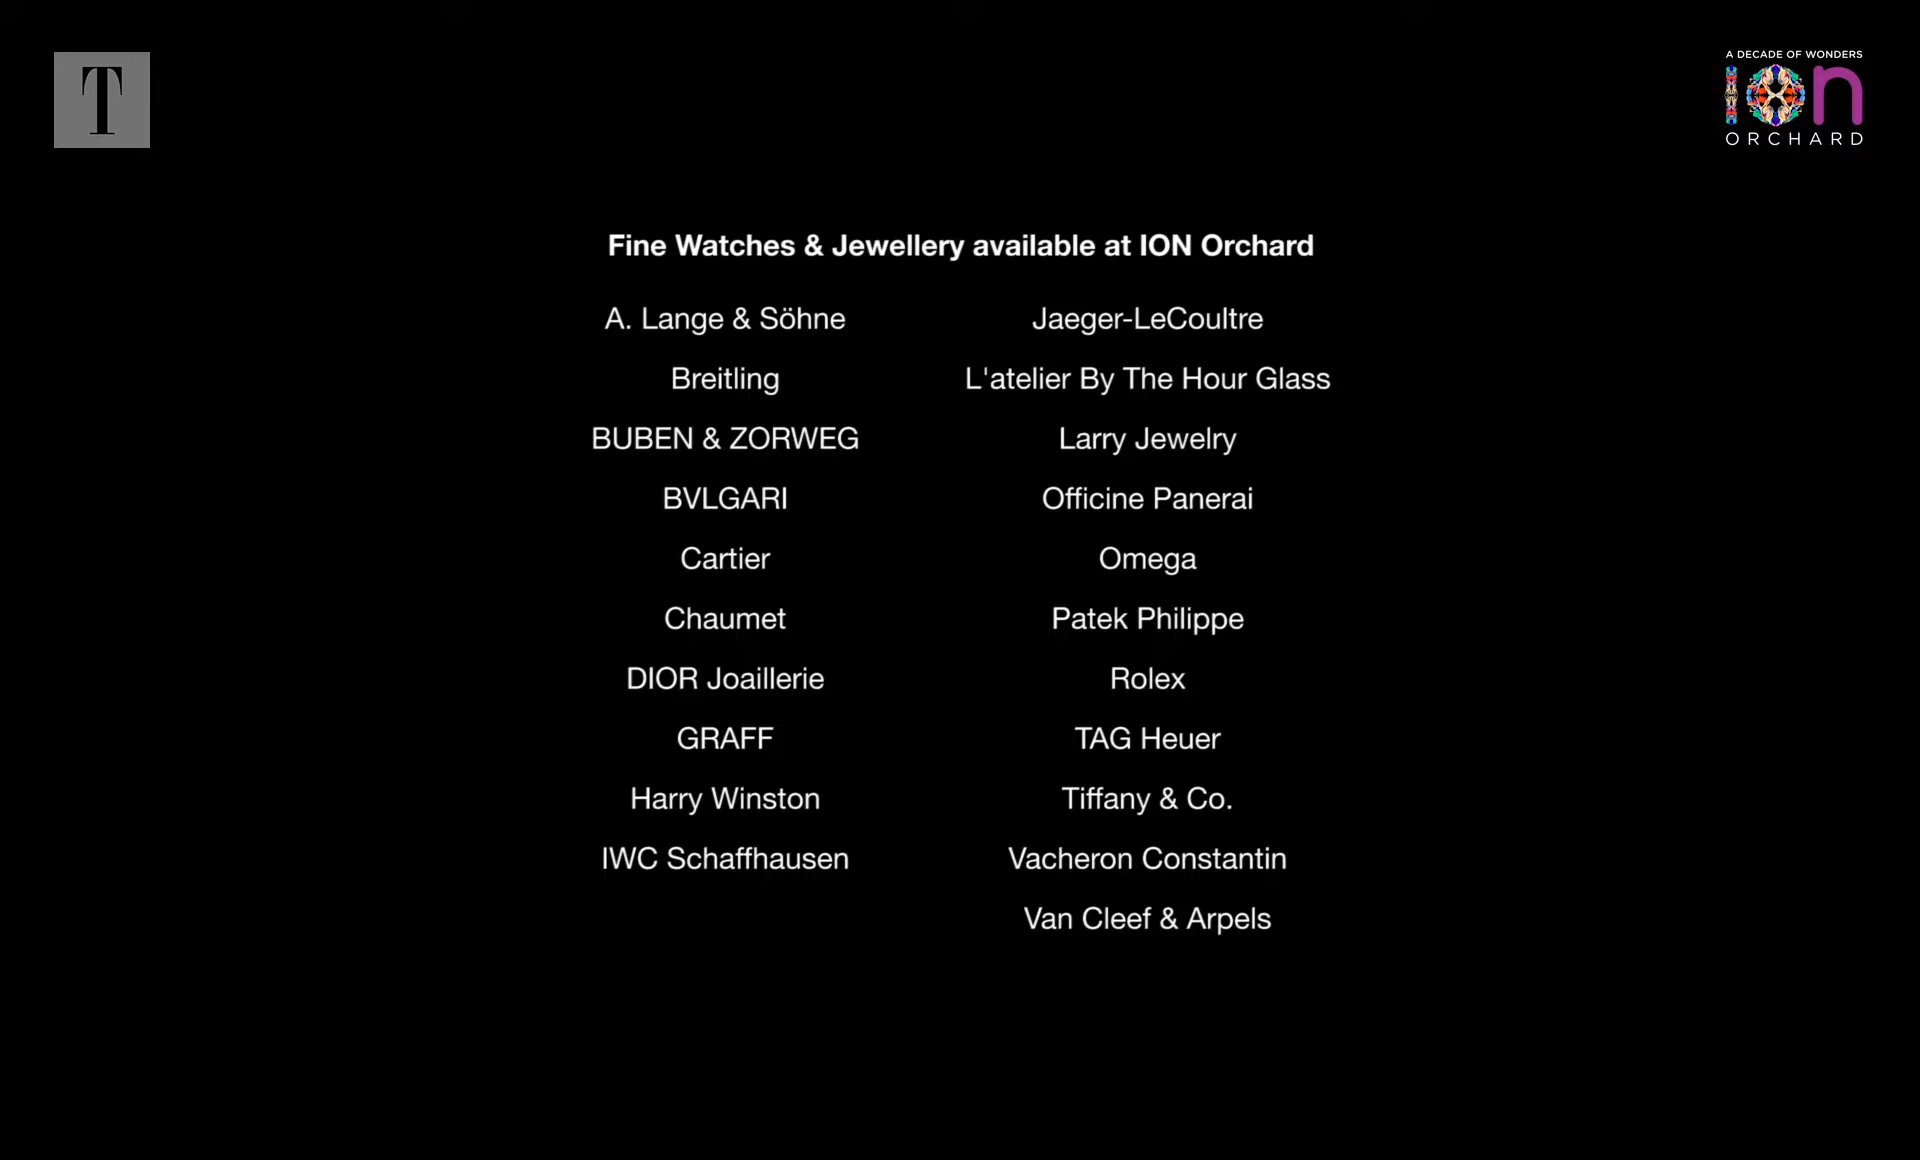 T
A DECADE OF WONDERS
ion
ORCHARD
Fine Watches & Jewellery available at ION Orchard
A. Lange & Söhne
Breitling
BUBEN & ZORWEG
BVLGARI
Cartier
Chaumet
DIOR Joaillerie
GRAFF
Harry Winston
IWC Schaffhausen
Jaeger-LeCoultre
L'atelier By The Hour Glass
Larry Jewelry
Officine Panerai
Omega
Patek Philippe
Rolex
TAG Heuer
Tiffany & Co.
Vacheron Constantin
Van Cleef & Arpels